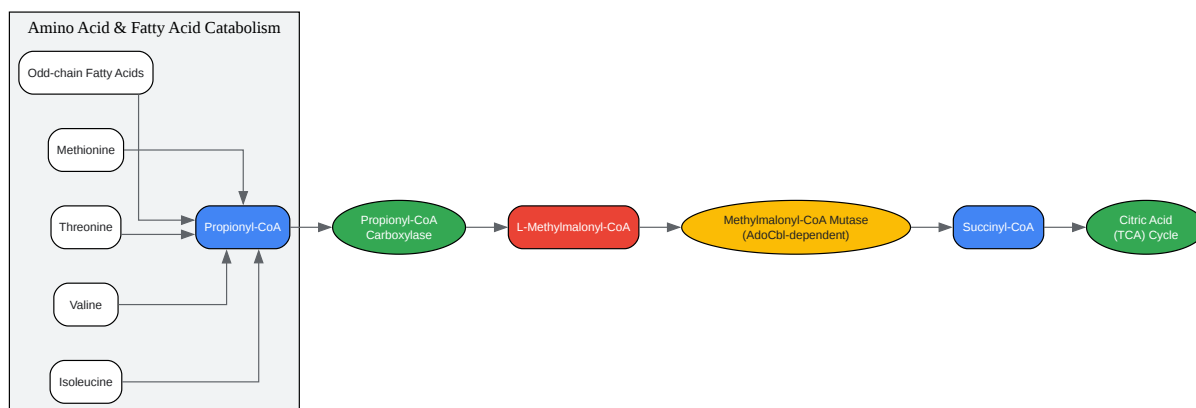 Amino Acid & Fatty Acid Catabolism
Odd-chain Fatty Acids
Methionine
Threonine
Valine
Isoleucine
Propionyl-CoA
Propionyl-CoA
Carboxylase
L-Methylmalonyl-CoA
Methylmalonyl-CoA Mutase
(AdoCbl-dependent)
Succinyl-CoA
Citric Acid
(TCA) Cycle